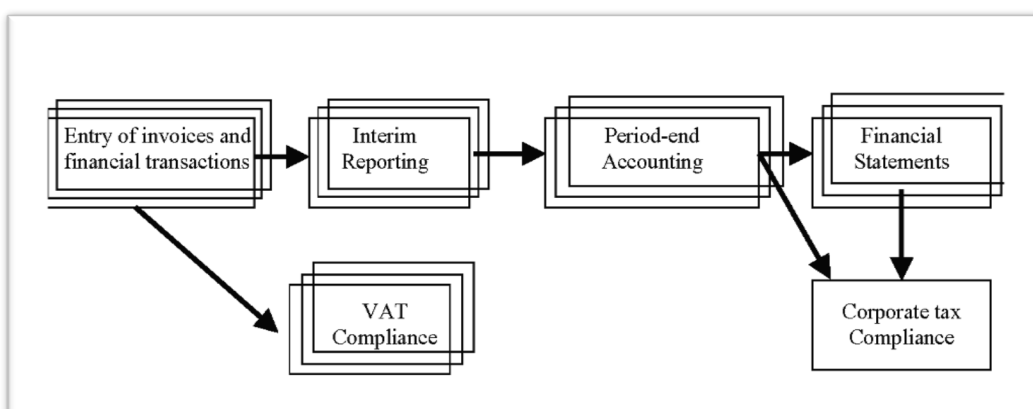 Entry of invoices and
financial transactions
Interim
Reporting
Period-end
Accounting
Financial
Statements
VAT
Compliance
Corporate tax
Compliance